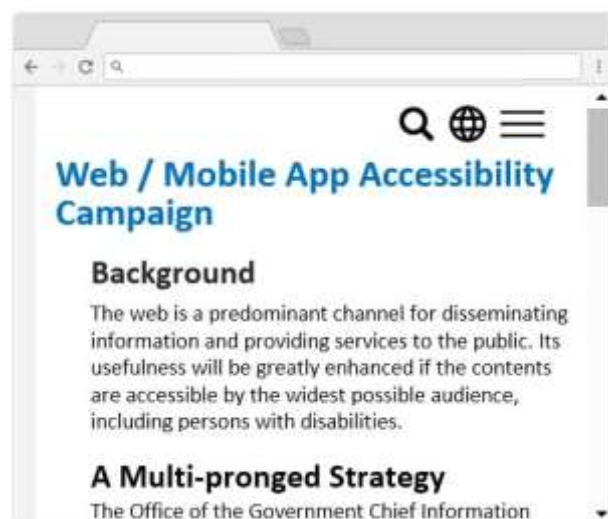 Web / Mobile App Accessibility
Campaign
Background
The web is a predominant channel for disseminating
information and providing services to the public. Its
usefulness will be greatly enhanced if the contents
are accessible by the widest possible audience,
including persons with disabilities.
A Multi-pronged Strategy
The Office of the Government Chief Information